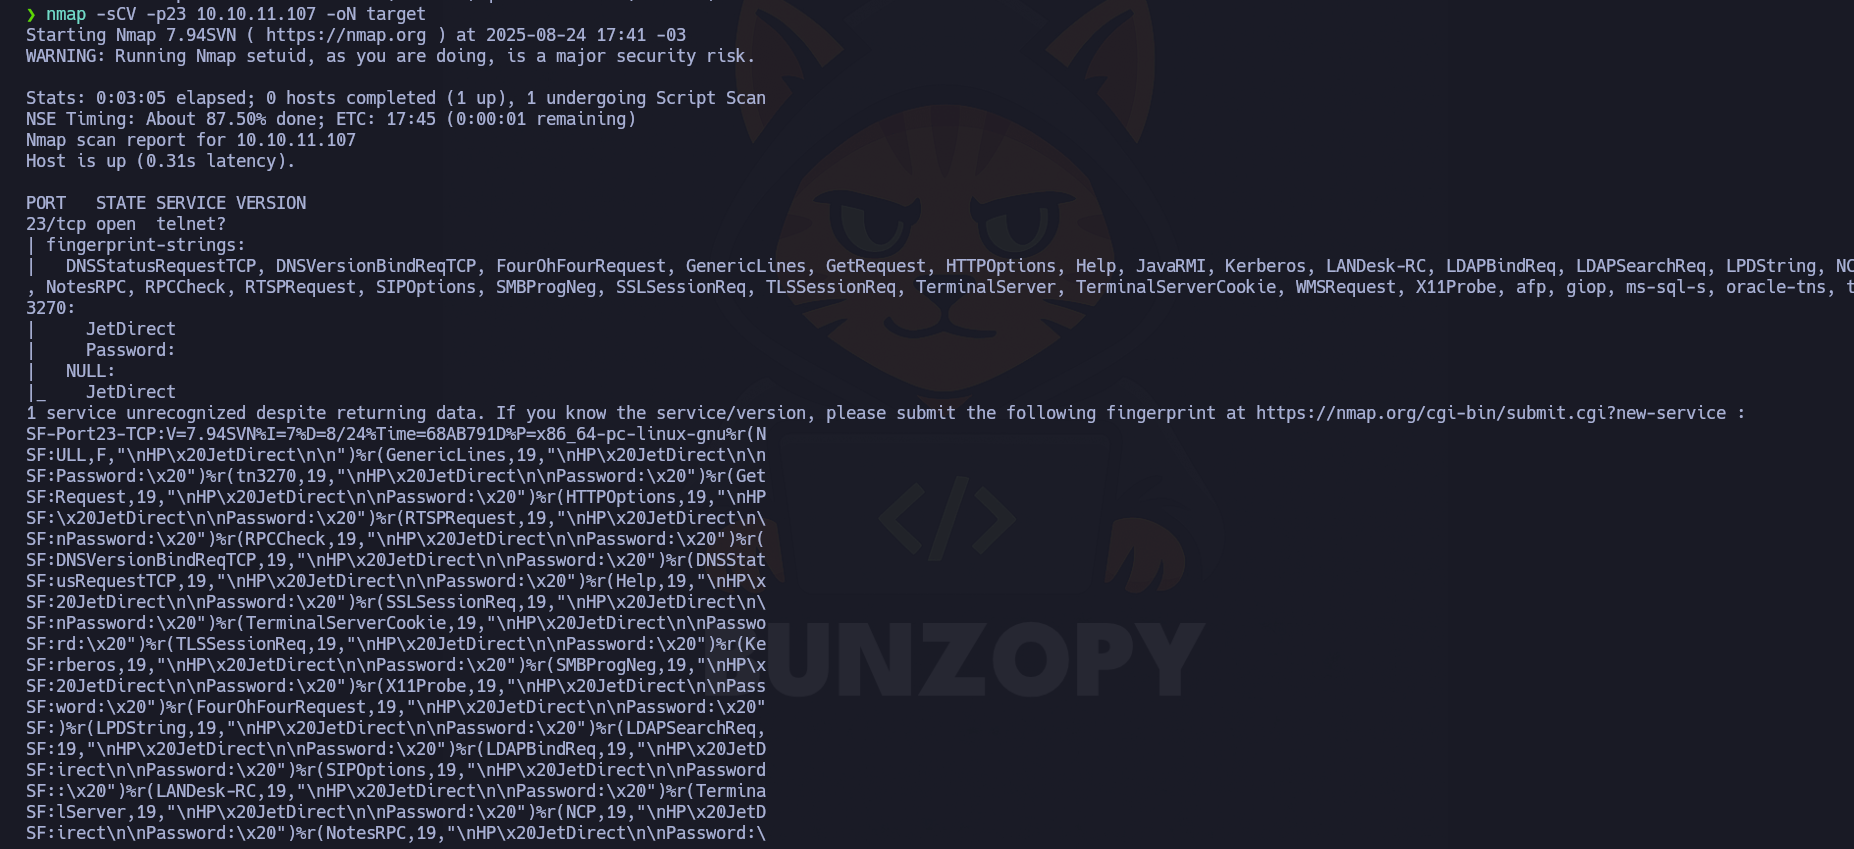 ❯ nmap -sCV -p23 10.10.11.107 -oN target
Starting Nmap 7.94SVN ( https://nmap.org ) at 2025-08-24 17:41 -03
WARNING: Running Nmap setuid, as you are doing, is a major security risk.
Stats: 0:03:05 elapsed; 0 hosts completed (1 up), 1 undergoing Script Scan
NSE Timing: About 87.50% done; ETC: 17:45 (0:00:01 remaining)
Nmap scan report for 10.10.11.107
Host is up (0.31s latency).
PORT   STATE SERVICE VERSION
23/tcp open  telnet?
| fingerprint-strings:
|   DNSStatusRequestTCP, DNSVersionBindReqTCP, FourOhFourRequest, GenericLines, GetRequest, HTTPOptions, Help, JavaRMI, Kerberos, LANDesk-RC, LDAPBindReq, LDAPSearchReq, LPDString, NC
, NotesRPC, RPCCheck, RTSPRequest, SIPOptions, SMBProgNeg, SSLSessionReq, TLSSessionReq, TerminalServer, TerminalServerCookie, WMSRequest, X11Probe, afp, giop, ms-sql-s, oracle-tns, t
3270:
|     JetDirect
|     Password:
|   NULL:
|_    JetDirect
1 service unrecognized despite returning data. If you know the service/version, please submit the following fingerprint at https://nmap.org/cgi-bin/submit.cgi?new-service :
SF-Port23-TCP:V=7.94SVN%I=7%D=8/24%Time=68AB791D%P=x86_64-pc-linux-gnu%r(N
SF:ULL,F,"\nHP\x20JetDirect\n\n")%r(GenericLines,19,"\nHP\x20JetDirect\n\n
SF:Password:\x20")%r(tn3270,19,"\nHP\x20JetDirect\n\nPassword:\x20")%r(Get
SF:Request,19,"\nHP\x20JetDirect\n\nPassword:\x20")%r(HTTPOptions,19,"\nHP
SF:\x20JetDirect\n\nPassword:\x20")%r(RTSPRequest,19,"\nHP\x20JetDirect\n\
SF:nPassword:\x20")%r(RPCCheck,19,"\nHP\x20JetDirect\n\nPassword:\x20")%r(
SF:DNSVersionBindReqTCP,19,"\nHP\x20JetDirect\n\nPassword:\x20")%r(DNSStat
SF:usRequestTCP,19,"\nHP\x20JetDirect\n\nPassword:\x20")%r(Help,19,"\nHP\x
SF:20JetDirect\n\nPassword:\x20")%r(SSLSessionReq,19,"\nHP\x20JetDirect\n\
SF:nPassword:\x20")%r(TerminalServerCookie,19,"\nHP\x20JetDirect\n\nPasswo
SF:rd:\x20")%r(TLSSessionReq,19,"\nHP\x20JetDirect\n\nPassword:\x20")%r(Ke
SF:rberos,19,"\nHP\x20JetDirect\n\nPassword:\x20")%r(SMBProgNeg,19,"\nHP\x
SF:20JetDirect\n\nPassword:\x20")%r(X11Probe,19,"\nHP\x20JetDirect\n\nPass
SF:word:\x20")%r(FourOhFourRequest,19,"\nHP\x20JetDirect\n\nPassword:\x20"
SF:)%r(LPDString,19,"\nHP\x20JetDirect\n\nPassword:\x20")%r(LDAPSearchReq,
SF:19,"\nHP\x20JetDirect\n\nPassword:\x20")%r(LDAPBindReq,19,"\nHP\x20JetD
SF:irect\n\nPassword:\x20")%r(SIPOptions,19,"\nHP\x20JetDirect\n\nPassword
SF::\x20")%r(LANDesk-RC,19,"\nHP\x20JetDirect\n\nPassword:\x20")%r(Termina
SF:lServer,19,"\nHP\x20JetDirect\n\nPassword:\x20")%r(NCP,19,"\nHP\x20JetD
SF:irect\n\nPassword:\x20")%r(NotesRPC,19,"\nHP\x20JetDirect\n\nPassword:\